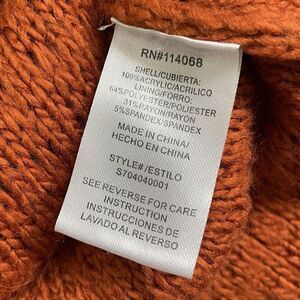 RN#114068
SHELL/CUBIERTA:
100%ACRYLIC/ACRILICO
LINING/FORRO:
64%POLYESTER/POLIESTER
31%RAYON/RAYON
5%SPANDEX/SPANDEX
MADE IN CHINA/
HECHO EN CHINA
STYLE# /ESTILO
S704040001
SEE REVERSE FOR CARE
INSTRUCTION
INSTRUCCIONES DE
LAVADO AL REVERSO